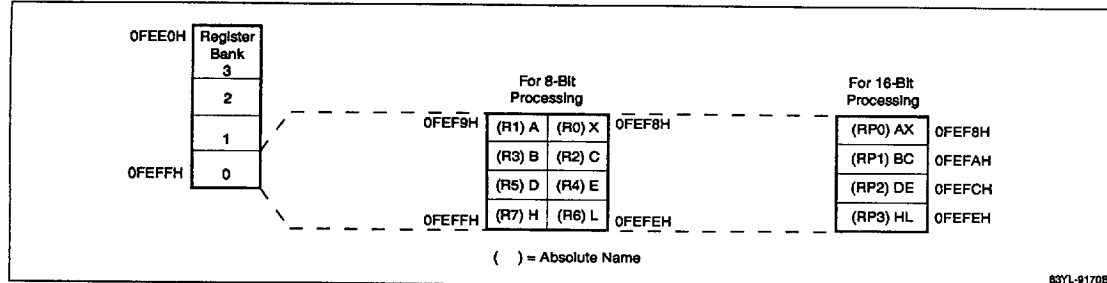 0FEE0H
Register
Bank
3
2
1
0FEFFH
0
For 8-Bit
Processing
0FEF9H
(R1) A
(R0) X
0FEF8H
(R3) B
(R2) C
(R5) D
(R4) E
0FEFFH
(R7) H
(R6) L
0FEFEH
For 16-Bit
Processing
(RP0) AX
0FEF8H
(RP1) BC
0FEFAH
(RP2) DE
0FEFCH
(RP3) HL
0FEFEH
( ) = Absolute Name
83YL-9170B